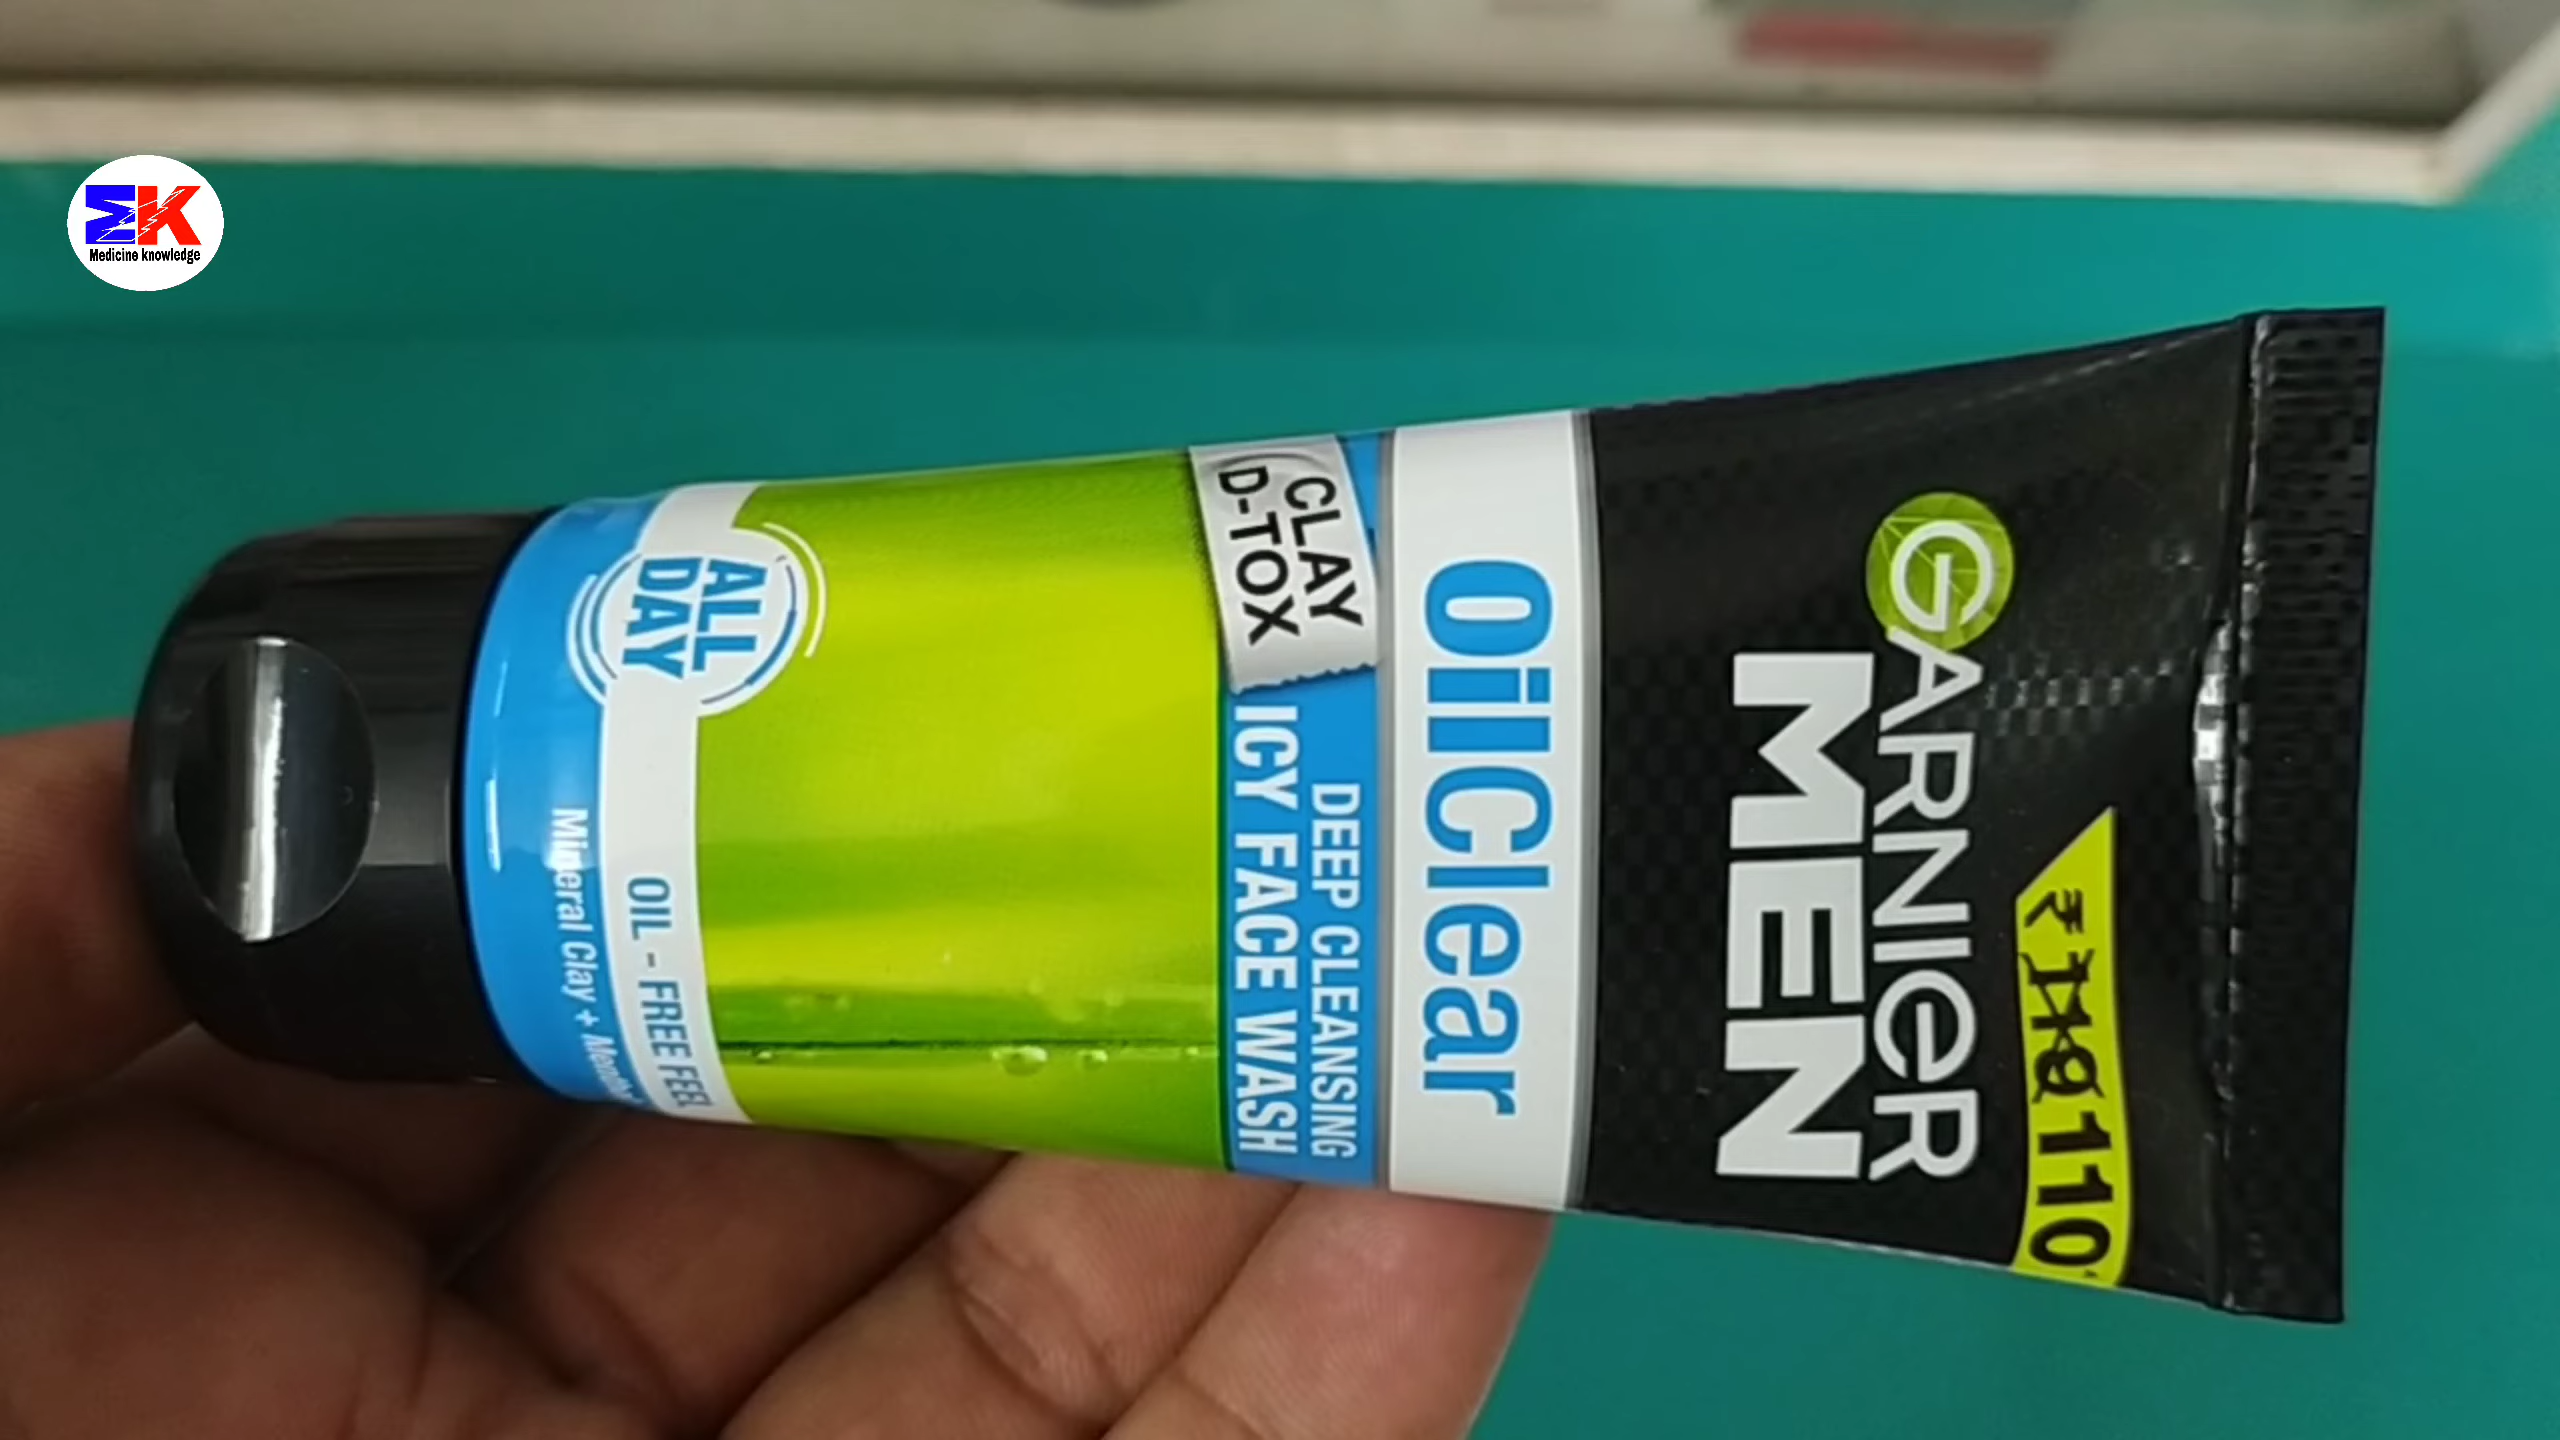 MK
Medicine knowledge
GARNIER
MEN
₹ 110
OilClear
CLAY
D-TOX
DEEP CLEANSING
ICY FACE WASH
ALL
DAY
OIL - FREE FEEL
Mineral Clay +